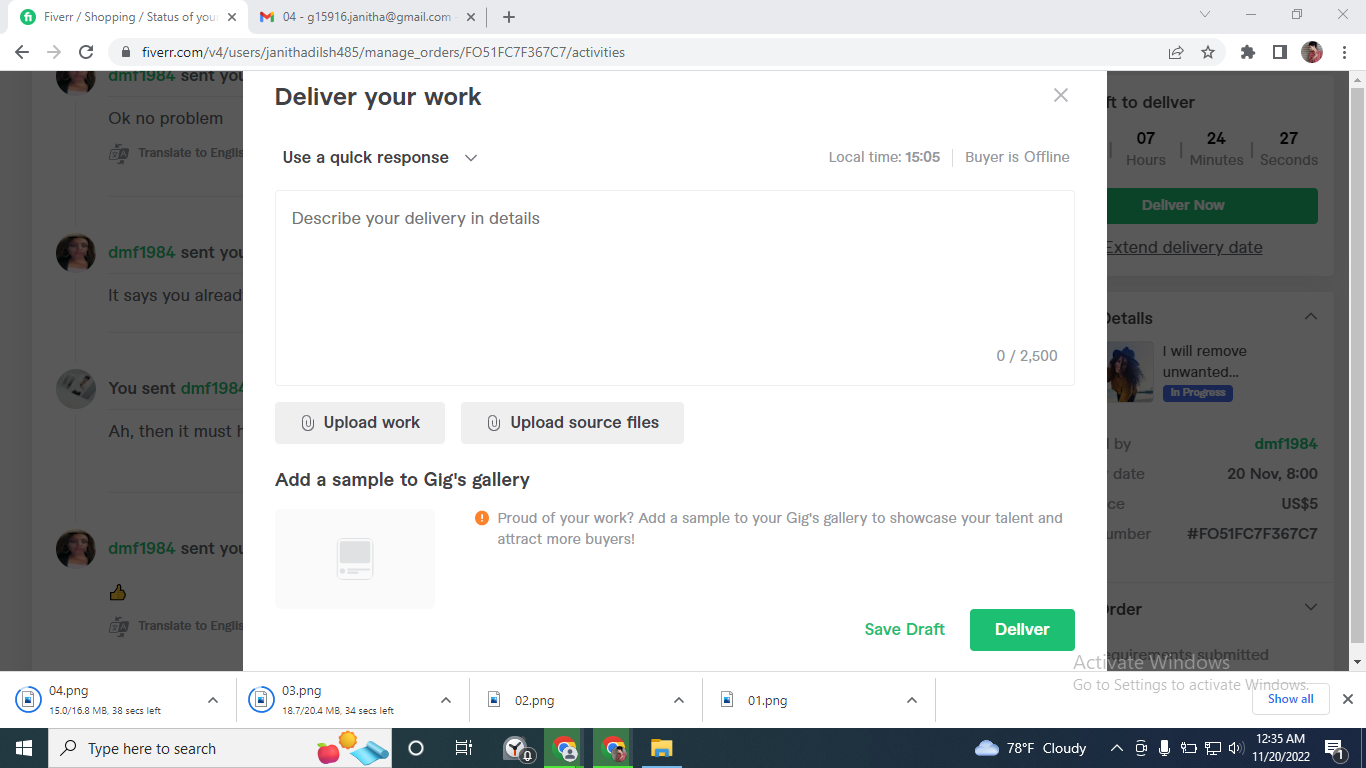 Fiverr / Shopping / Status of your
04 - g15916.janitha@gmail.com
fiverr.com/v4/users/janithadilsh485/manage_orders/FO51FC7F367C7/activities
dmf1984 sent you
Ok no problem
Translate to Englis
dmf1984 sent you
It says you alread
You sent dmf1984
Ah, then it must h
dmf1984 sent you
Translate to Englis
Deliver your work
Use a quick response
Local time: 15:05
Buyer is Offline
Describe your delivery in details
0 / 2,500
Upload work
Upload source files
Add a sample to Gig's gallery
Proud of your work? Add a sample to your Gig's gallery to showcase your talent and
attract more buyers!
Save Draft
Deliver
ft to deliver
07 24 27
Hours Minutes Seconds
Deliver Now
Extend delivery date
Details
I will remove
unwanted...
In Progress
by dmf1984
date 20 Nov, 8:00
ce US$5
umber #FO51FC7F367C7
rder
equirements submitted
Activate Windows
Go to Settings to activate Windows.
04.png
15.0/16.8 MB, 38 secs left
03.png
18.7/20.4 MB, 34 secs left
02.png
01.png
Show all
Type here to search
0
78°F Cloudy
12:35 AM
11/20/2022
1